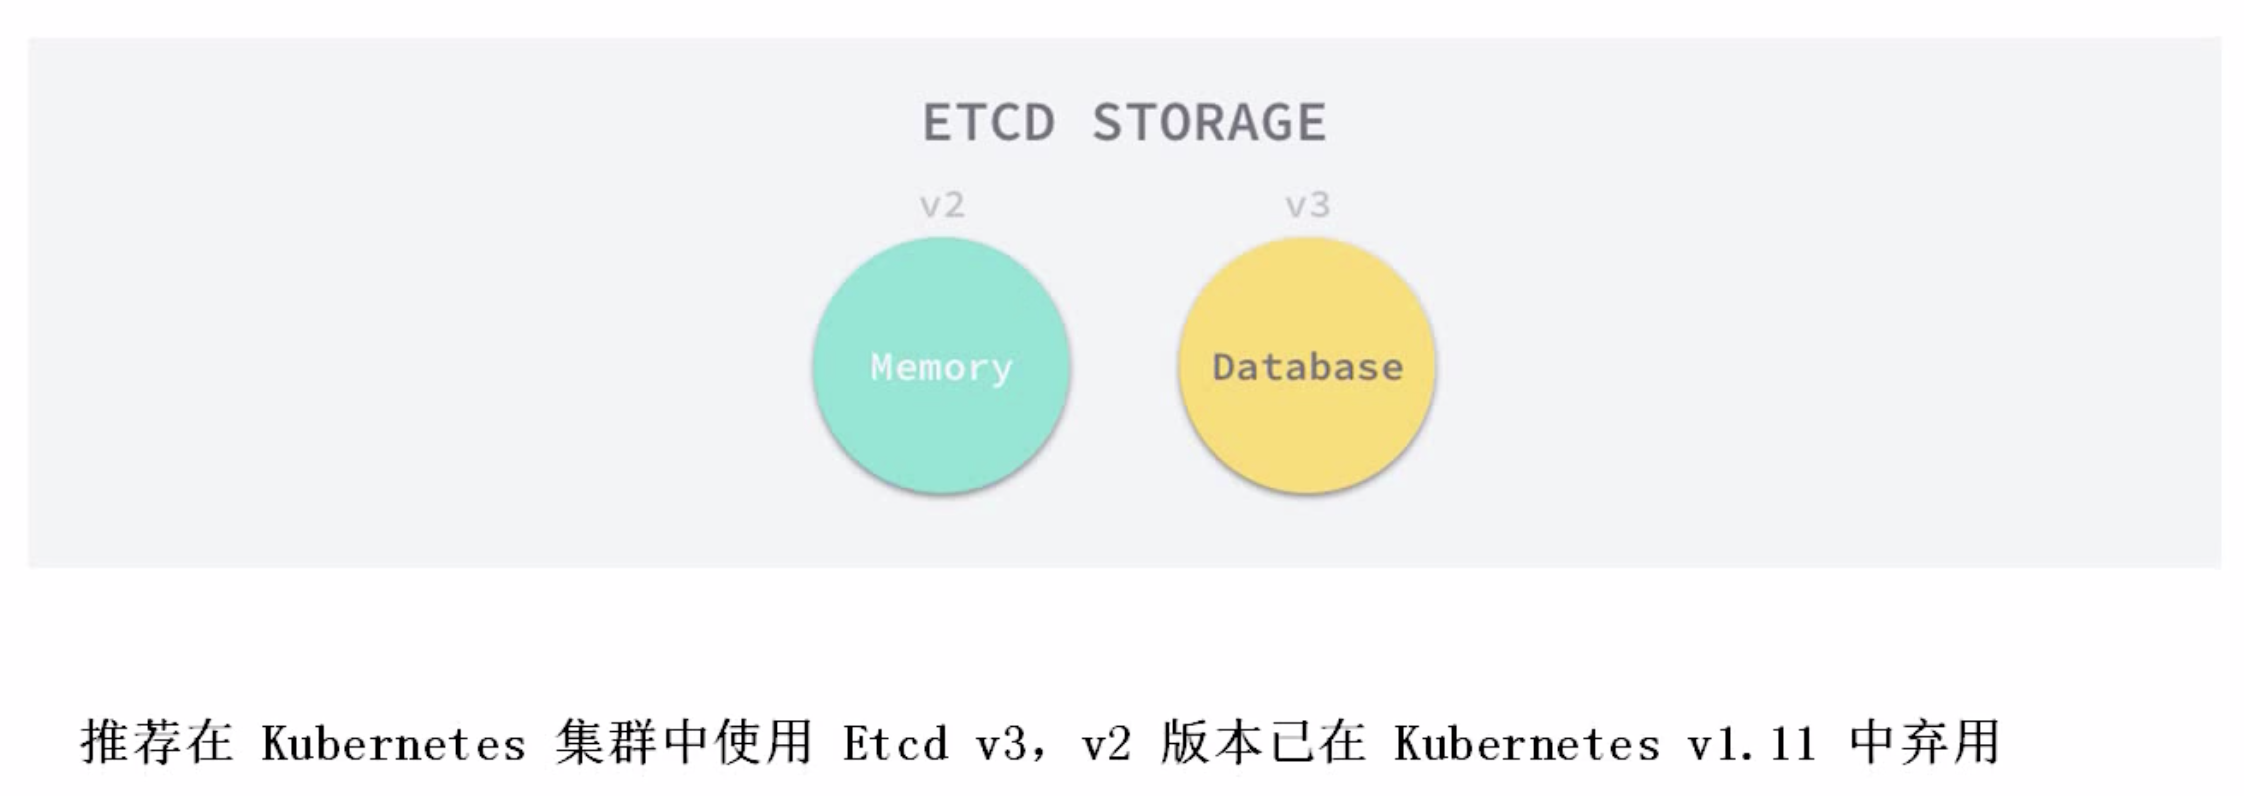 ETCD STORAGE
v2 v3
Memory Database
推荐在 Kubernetes 集群中使用 Etcd v3，v2 版本已在 Kubernetes v1.11 中弃用